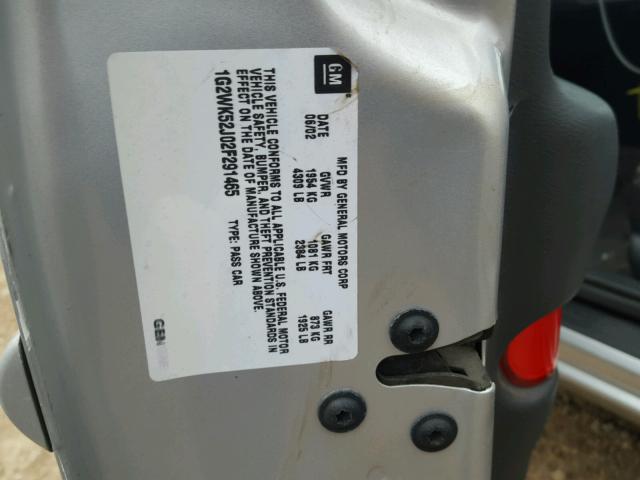 GM
MFD BY GENERAL MOTORS CORP
DATE GVWR GAWR FRT GAWR RR
06/02 1954 KG 1081 KG 873 KG
4309 LB 2384 LB 1925 LB
THIS VEHICLE CONFORMS TO ALL APPLICABLE U.S. FEDERAL MOTOR
VEHICLE SAFETY, BUMPER, AND THEFT PREVENTION STANDARDS IN
EFFECT ON THE DATE OF MANUFACTURE SHOWN ABOVE.
1G2WK52J02F291465 TYPE: PASS CAR